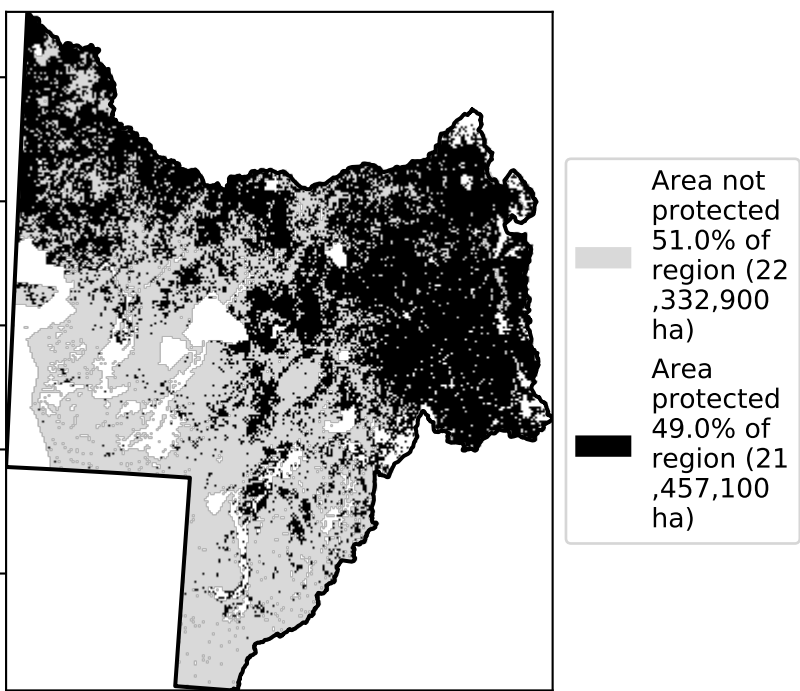 Area not
protected
51.0% of
region (22
,332,900
ha)
Area
protected
49.0% of
region (21
,457,100
ha)